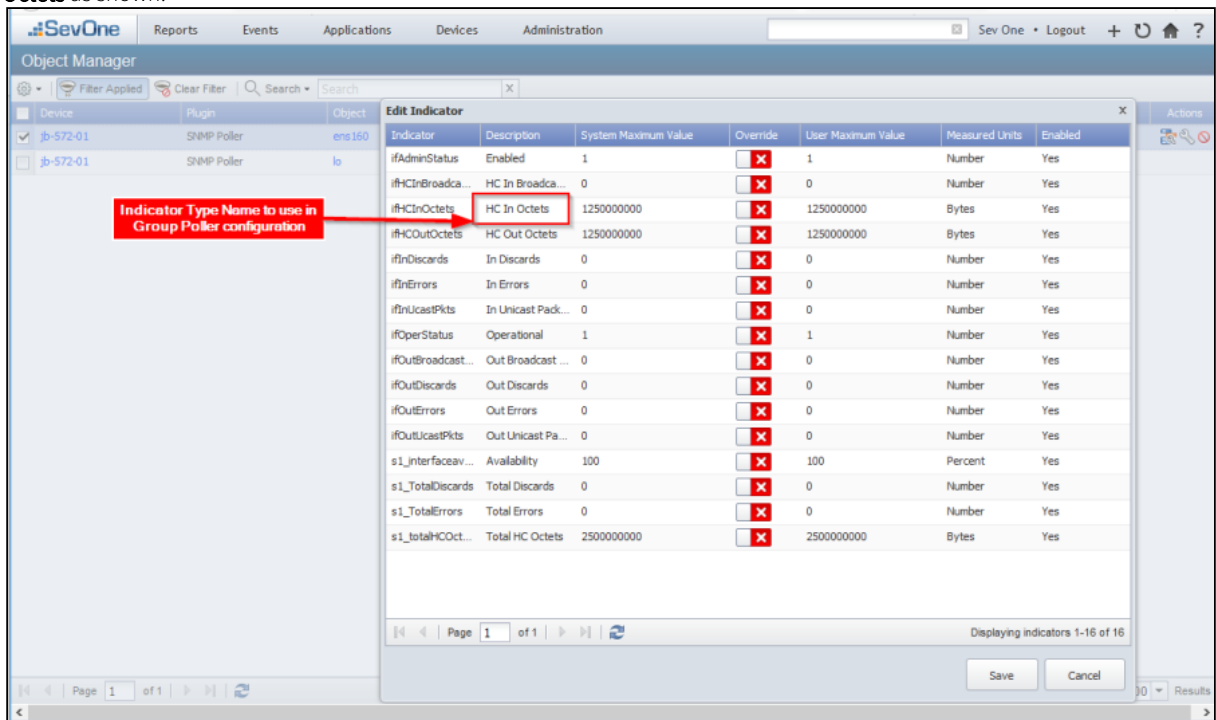 Octets as shown.
SevOne Reports Events Applications Devices Administration Sev One • Logout + ?
Object Manager
Filter Applied Clear Filter Search Search X
Device Plugin Object Actions
jb-572-01 SNMP Poller ens160
jb-572-01 SNMP Poller lo
Indicator Type Name to use in
Group Poller configuration
Edit Indicator X
Indicator Description System Maximum Value Override User Maximum Value Measured Units Enabled
ifAdminStatus Enabled 1 1 Number Yes
ifHCInBroadca... HC In Broadca... 0 0 Number Yes
ifHCInOctets HC In Octets 1250000000 1250000000 Bytes Yes
ifHCOutOctets HC Out Octets 1250000000 1250000000 Bytes Yes
ifInDiscards In Discards 0 0 Number Yes
ifInErrors In Errors 0 0 Number Yes
ifInUcastPkts In Unicast Pack... 0 0 Number Yes
ifOperStatus Operational 1 1 Number Yes
ifOutBroadcast... Out Broadcast ... 0 0 Number Yes
ifOutDiscards Out Discards 0 0 Number Yes
ifOutErrors Out Errors 0 0 Number Yes
ifOutUcastPkts Out Unicast Pa... 0 0 Number Yes
s1_interfaceav... Availability 100 100 Percent Yes
s1_TotalDiscards Total Discards 0 0 Number Yes
s1_TotalErrors Total Errors 0 0 Number Yes
s1_totalHCOct... Total HC Octets 2500000000 2500000000 Bytes Yes
Page 1 of 1 Displaying indicators 1-16 of 16
Save Cancel
Page 1 of 1 Results